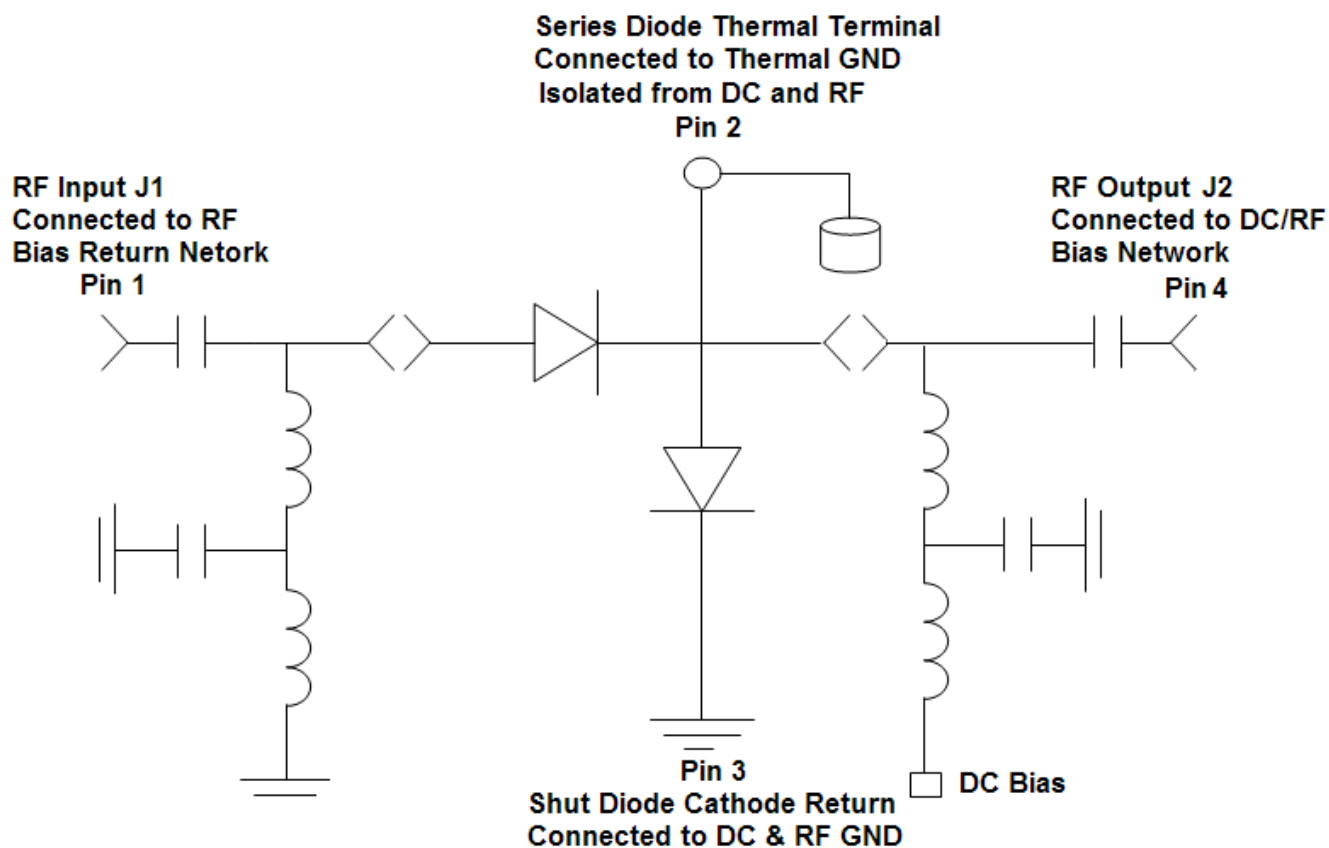 Series Diode Thermal Terminal
Connected to Thermal GND
Isolated from DC and RF
Pin 2
RF Input J1
Connected to RF
Bias Return Netork
Pin 1
RF Output J2
Connected to DC/RF
Bias Network
Pin 4
Pin 3
Shut Diode Cathode Return
Connected to DC & RF GND
DC Bias